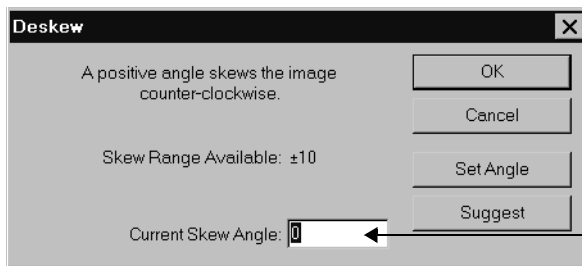 Deskew
A positive angle skews the image
counter-clockwise.
Skew Range Available: ±10
Current Skew Angle: 0
OK
Cancel
Set Angle
Suggest